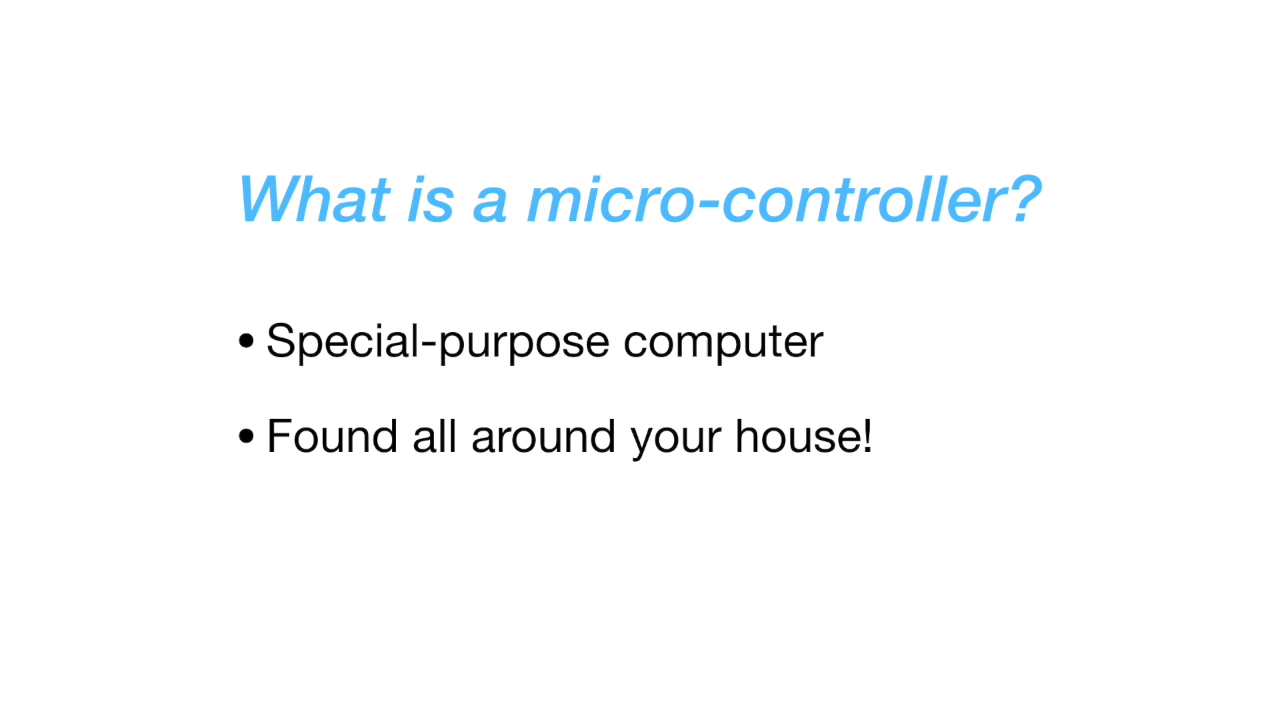 What is a micro-controller?
• Special-purpose computer
• Found all around your house!